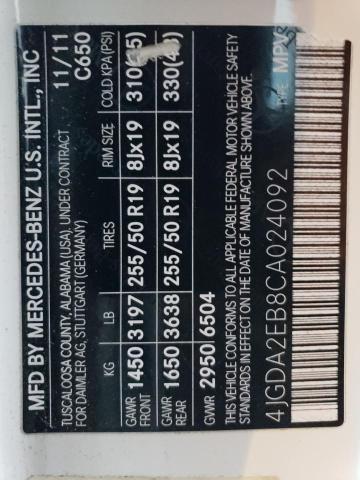 MFD BY MERCEDES-BENZ U.S. INTL., INC
TUSCALOOSA COUNTY, ALABAMA (USA). UNDER CONTRACT 11/11
FOR DAIMLER AG, STUTTGART (GERMANY) C650
KG LB TIRES RIM SIZE COLD KPA (PSI)
GAWR FRONT 1450 3197 255/50 R19 8Jx19 310
GAWR REAR 1650 3638 255/50 R19 8Jx19 330
GVWR 2950 6504
THIS VEHICLE CONFORMS TO ALL APPLICABLE FEDERAL MOTOR VEHICLE SAFETY
STANDARDS IN EFFECT ON THE DATE OF MANUFACTURE SHOWN ABOVE.
4JGDA2EB8CA024092 TYPE: MPV